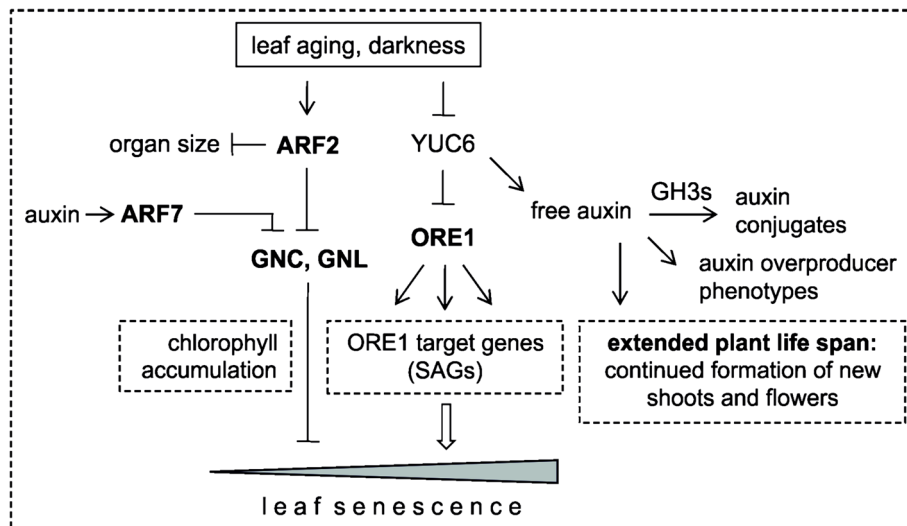 leaf aging, darkness
organ size
ARF2
YUC6
auxin
ARF7
free auxin
GH3s
auxin
conjugates
GNC, GNL
ORE1
auxin overproducer
phenotypes
chlorophyll
accumulation
ORE1 target genes
(SAGs)
extended plant life span:
continued formation of new
shoots and flowers
leaf senescence